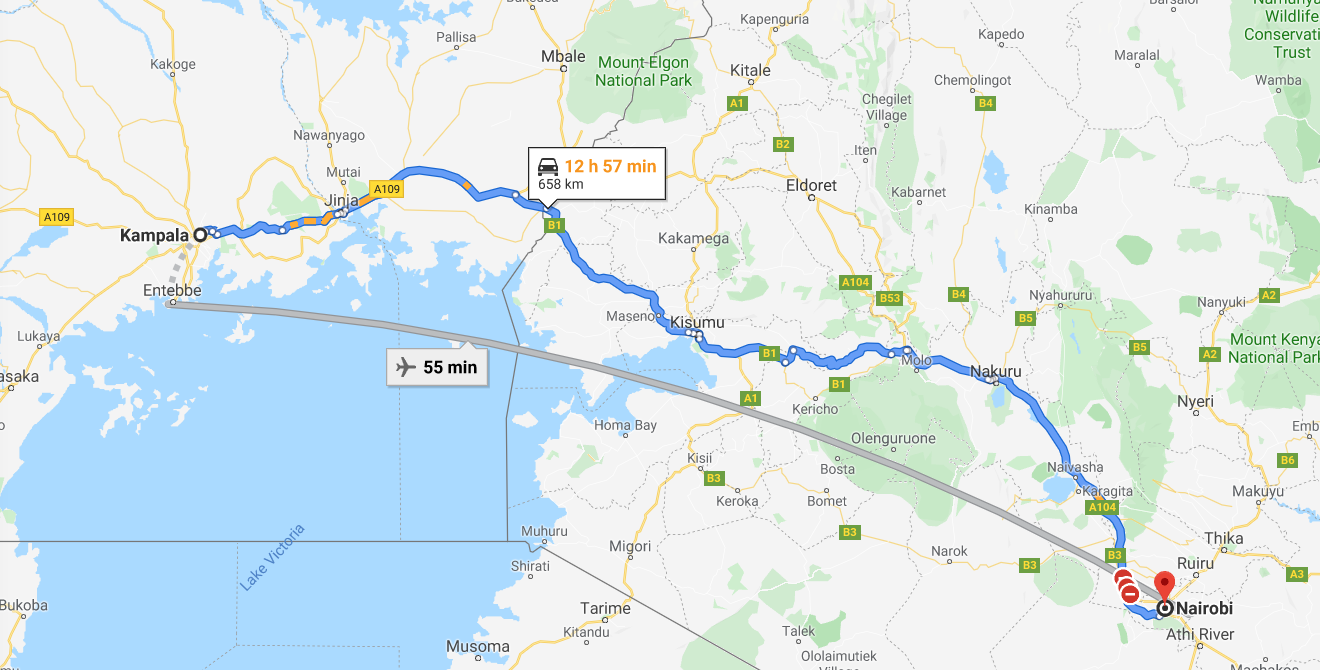 Kapenguria
Namunyak
Wildlife
Conservati
Trust
Barsaloi
Pallisa
Mbale
Mount Elgon
National Park
Kapedo
Maralal
Kakoge
Kitale
Chemolingot
Wamba
A1
Chegilet
Village
B4
Nawanyago
B2
Iten
Mutai
12 h 57 min
658 km
Jinja
A109
Eldoret
Kabarnet
Kinamba
A109
B1
Kampala
Kakamega
Entebbe
A104
B53
B4
Nyahururu
A2
Nanyuki
Maseno
Kisumu
B5
Lukaya
Mount Kenya
National Park
B5
A2
B1
Molo
55 min
Nakuru
asaka
B1
A1
Kericho
Nyeri
Homa Bay
Olenguruone
Emb
Kisii
B3
Bosta
Naivasha
B6
Karagita
Makuyu
Keroka
Bomet
A104
Muhuru
B3
Lake Victoria
Migori
Narok
B3
B3
Thika
Shirati
Ruiru
A3
Bukoba
Tarime
Nairobi
Kitandu
Talek
Athi River
Musoma
Ololaimutiek
Village
Machakos